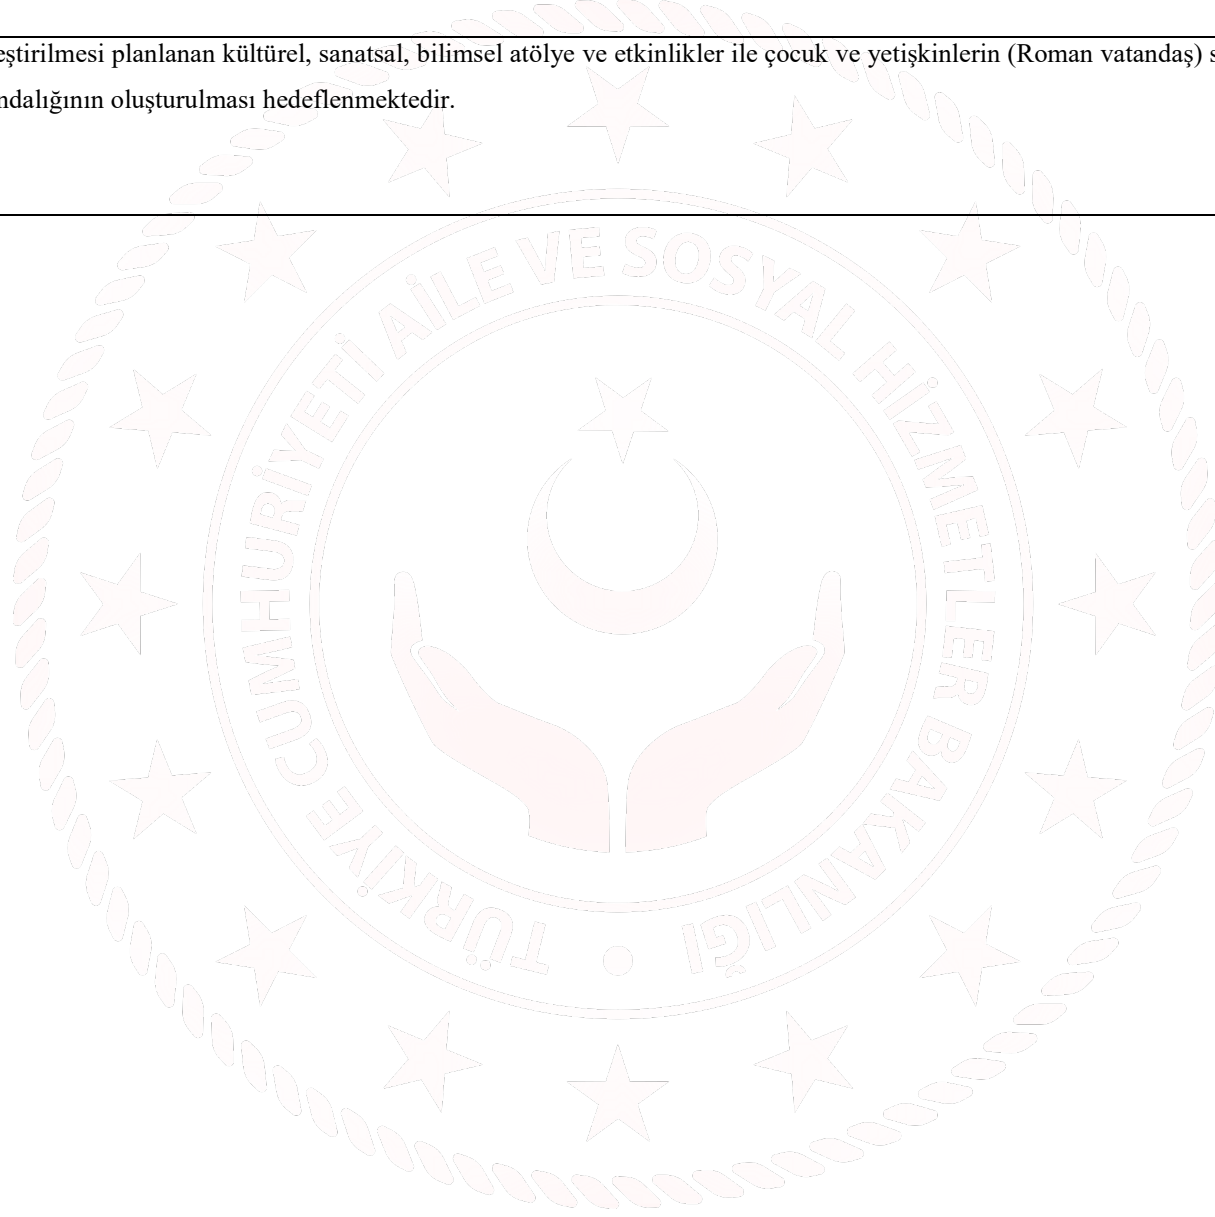 eştirilmesi planlanan kültürel, sanatsal, bilimsel atölye ve etkinlikler ile çocuk ve yetişkinlerin (Roman vatandaş) s
ndalığının oluşturulması hedeflenmektedir.
TÜRKİYE CUMHURİYETİ AİLE VE SOSYAL HİZMETLER BAKANLIĞI